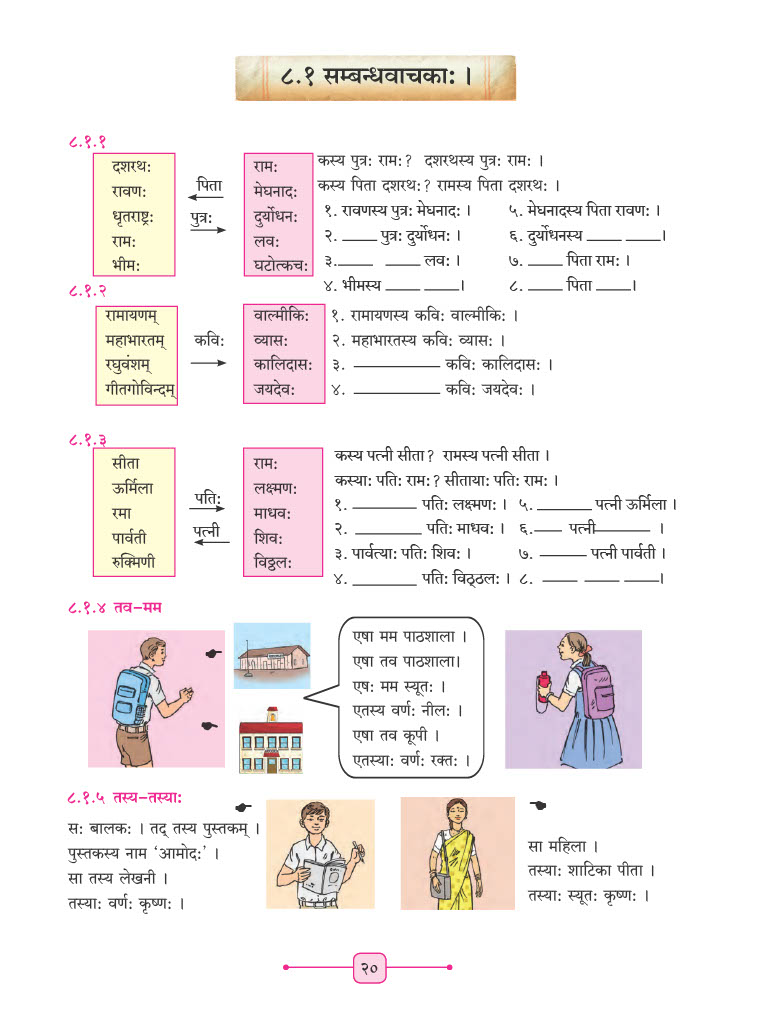 ८.१ सम्बन्धवाचकाः ।
८.१.१
दशरथः
रावणः
धृतराष्ट्रः
रामः
भीमः
पिता
पुत्रः
रामः
मेघनादः
दुर्योधनः
लवः
घटोत्कचः
कस्य पुत्रः रामः? दशरथस्य पुत्रः रामः ।
कस्य पिता दशरथः? रामस्य पिता दशरथः ।
१. रावणस्य पुत्रः मेघनादः ।
२. ____ पुत्रः दुर्योधनः ।
३.____ ____ लवः ।
४. भीमस्य ____ ____।
५. मेघनादस्य पिता रावणः ।
६. दुर्योधनस्य ____ ____।
७. ____ पिता रामः ।
८. ____ पिता ____।
८.१.२
रामायणम्
महाभारतम्
रघुवंशम्
गीतगोविन्दम्
कविः
वाल्मीकिः
व्यासः
कालिदासः
जयदेवः
१. रामायणस्य कविः वाल्मीकिः ।
२. महाभारतस्य कविः व्यासः ।
३. __________ कविः कालिदासः ।
४. __________ कविः जयदेवः ।
८.१.३
सीता
ऊर्मिला
रमा
पार्वती
रुक्मिणी
पतिः
पत्नी
रामः
लक्ष्मणः
माधवः
शिवः
विठ्ठलः
कस्य पत्नी सीता? रामस्य पत्नी सीता ।
कस्याः पतिः रामः? सीतायाः पतिः रामः ।
१. ________ पतिः लक्ष्मणः ।
२. ________ पतिः माधवः ।
३. पार्वत्याः पतिः शिवः ।
४. ________ पतिः विठ्ठलः ।
५. _______ पत्नी ऊर्मिला ।
६.____ पत्नी_______ ।
७. ______ पत्नी पार्वती ।
८. ____ ____ ____।
८.१.४ तव-मम
एषा मम पाठशाला ।
एषा तव पाठशाला।
एषः मम स्यूतः ।
एतस्य वर्णः नीलः ।
एषा तव कूपी ।
एतस्याः वर्णः रक्तः ।
८.१.५ तस्य-तस्याः
सः बालकः । तद् तस्य पुस्तकम् ।
पुस्तकस्य नाम ‘आमोदः’ ।
सा तस्य लेखनी ।
तस्याः वर्णः कृष्णः ।
सा महिला ।
तस्याः शाटिका पीता ।
तस्याः स्यूतः कृष्णः ।
२०